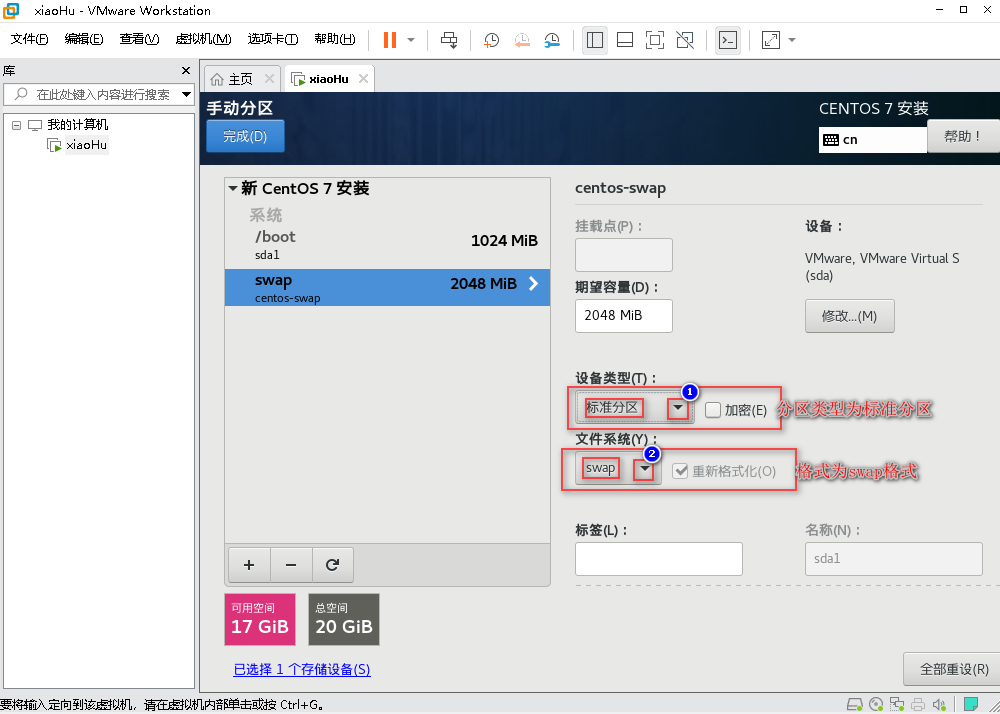 xiaoHu - VMware Workstation
文件(F) 编辑(E) 查看(V) 虚拟机(M) 选项卡(T) 帮助(H)
库
在此处键入内容进行搜索
我的计算机
xiaoHu
主页 xiaoHu
手动分区
完成(D)
CENTOS 7 安装
cn
帮助！
新 CentOS 7 安装
系统
/boot
1024 MiB
sda1
swap
2048 MiB
centos-swap
+ −
可用空间
17 GiB
总空间
20 GiB
已选择 1 个存储设备(S)
centos-swap
挂载点(P)：
设备：
VMware, VMware Virtual S
(sda)
期望容量(D)：
2048 MiB
修改...(M)
设备类型(T)：
1
标准分区
加密(E)
分区类型为标准分区
文件系统(Y)：
2
swap
重新格式化(O)
格式为swap格式
标签(L)：
名称(N)：
sda1
全部重设(R)
要将输入定向到该虚拟机，请在虚拟机内部单击或按 Ctrl+G。